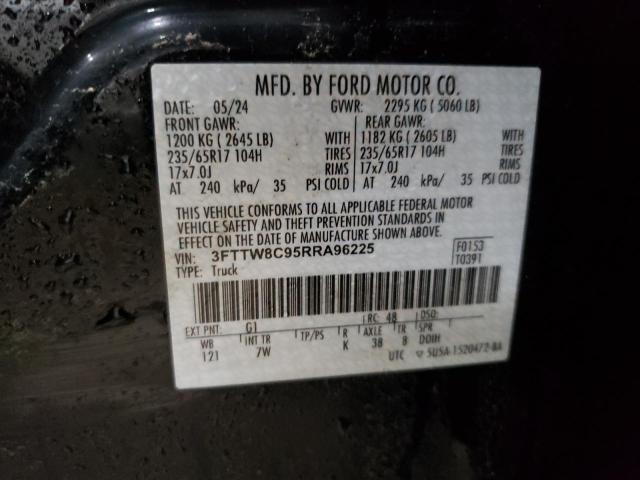 MFD. BY FORD MOTOR CO.
DATE: 05/24 GVWR: 2295 KG ( 5060 LB)
FRONT GAWR: REAR GAWR:
1200 KG ( 2645 LB) WITH 1182 KG ( 2605 LB) WITH
235/65R17 104H TIRES 235/65R17 104H TIRES
17x7.0J RIMS 17x7.0J RIMS
AT 240 kPa/ 35 PSI COLD AT 240 kPa/ 35 PSI COLD
THIS VEHICLE CONFORMS TO ALL APPLICABLE FEDERAL MOTOR
VEHICLE SAFETY AND THEFT PREVENTION STANDARDS IN
EFFECT ON THE DATE OF MANUFACTURE SHOWN ABOVE.
VIN: 3FTTW8C95RRA96225 F0153
TYPE: Truck T0391
EXT PNT: G1 RC: 48 DSO:
WB INT TR TP/PS R AXLE TR SPR
121 7W K 38 8 DOIH
UTC ▽ 5U5A-1520472-BA